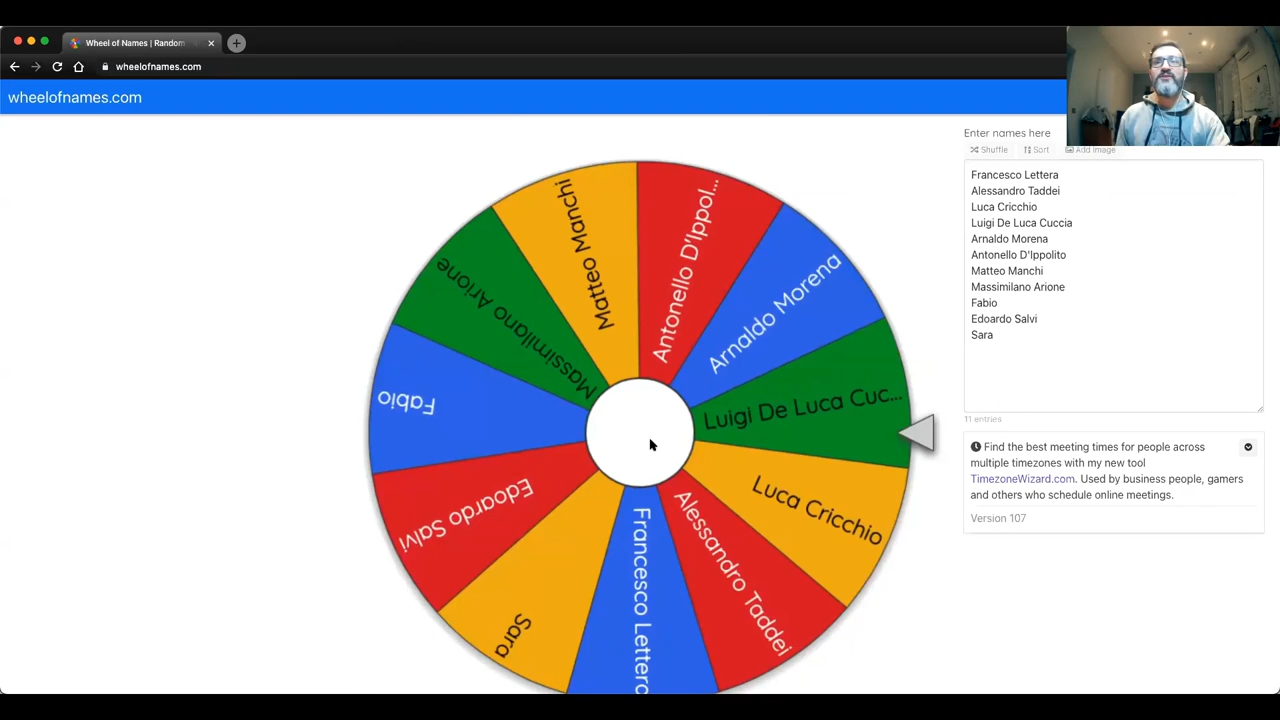 Wheel of Names | Random
wheelofnames.com
wheelofnames.com
Enter names here
Shuffle
Sort
Add image
Francesco Lettera
Alessandro Taddei
Luca Cricchio
Luigi De Luca Cuccia
Arnaldo Morena
Antonello D'Ippolito
Matteo Manchi
Massimilano Arione
Fabio
Edoardo Salvi
Sara
11 entries
Find the best meeting times for people across
multiple timezones with my new tool
TimezoneWizard.com. Used by business people, gamers
and others who schedule online meetings.
Version 107
Matteo Manchi
Antonello D'Ippol...
Arnaldo Morena
Luigi De Luca Cuc...
Luca Cricchio
Alessandro Taddei
Francesco Lettera
Sara
Edoardo Salvi
Fabio
Massimilano Arione